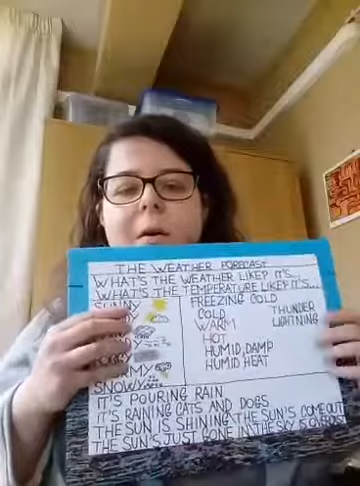 THE WEATHER FORECAST
WHAT'S THE WEATHER LIKE? IT'S...
WHAT'S THE TEMPERATURE LIKE? IT'S...
SUNNY
SNOWY
FREEZING COLD
COLD
WARM
HOT
HUMID, DAMP
HUMID HEAT
THUNDER
LIGHTNING
IT'S POURING RAIN
IT'S RAINING CATS AND DOGS
THE SUN IS SHINING THE SUN'S COME OUT
THE SUN'S JUST GONE IN THE SKY IS